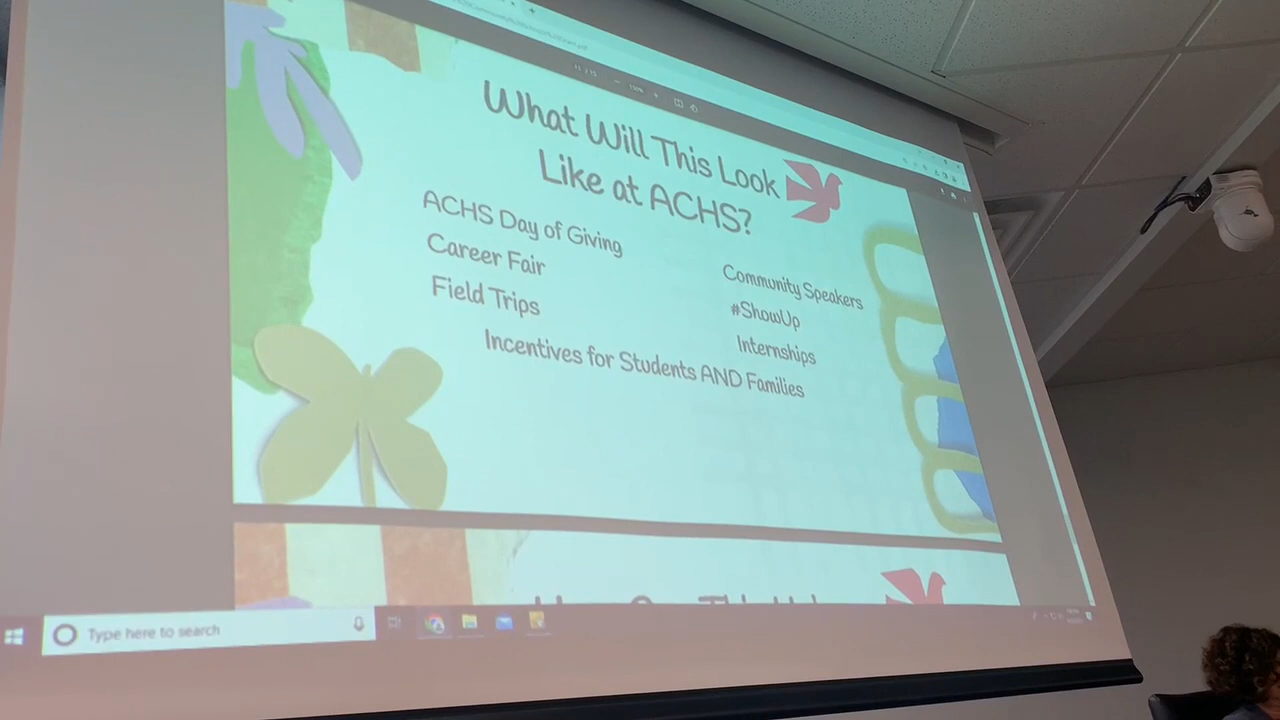 What Will This Look
Like at ACHS?
ACHS Day of Giving
Career Fair
Field Trips
Community Speakers
#ShowUp
Internships
Incentives for Students AND Families
Type here to search